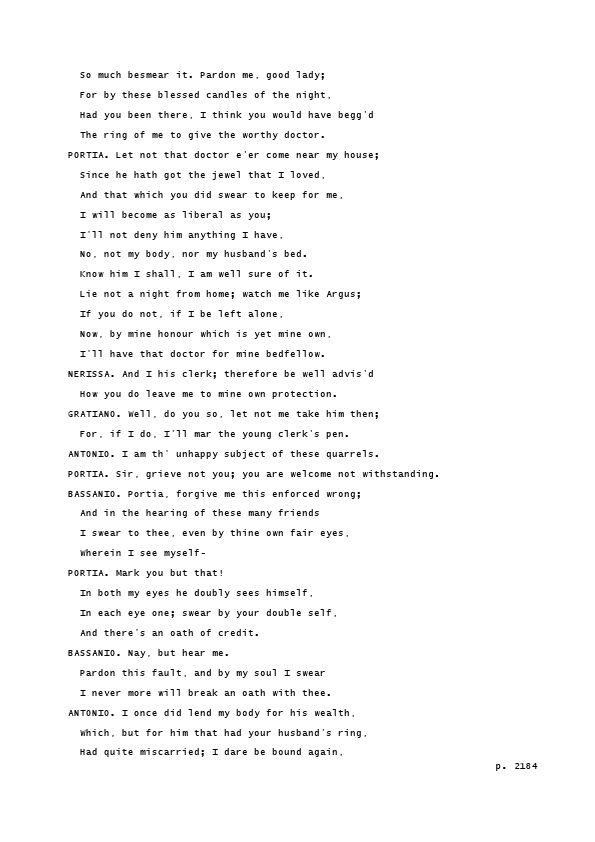 So much besmear it. Pardon me, good lady;
For by these blessed candles of the night,
Had you been there, I think you would have begg'd
The ring of me to give the worthy doctor.
PORTIA. Let not that doctor e'er come near my house;
Since he hath got the jewel that I loved,
And that which you did swear to keep for me,
I will become as liberal as you;
I'll not deny him anything I have,
No, not my body, nor my husband's bed.
Know him I shall, I am well sure of it.
Lie not a night from home; watch me like Argus;
If you do not, if I be left alone,
Now, by mine honour which is yet mine own,
I'll have that doctor for mine bedfellow.
NERISSA. And I his clerk; therefore be well advis'd
How you do leave me to mine own protection.
GRATIANO. Well, do you so, let not me take him then;
For, if I do, I'll mar the young clerk's pen.
ANTONIO. I am th' unhappy subject of these quarrels.
PORTIA. Sir, grieve not you; you are welcome not withstanding.
BASSANIO. Portia, forgive me this enforced wrong;
And in the hearing of these many friends
I swear to thee, even by thine own fair eyes,
Wherein I see myself-
PORTIA. Mark you but that!
In both my eyes he doubly sees himself,
In each eye one; swear by your double self,
And there's an oath of credit.
BASSANIO. Nay, but hear me.
Pardon this fault, and by my soul I swear
I never more will break an oath with thee.
ANTONIO. I once did lend my body for his wealth,
Which, but for him that had your husband's ring,
Had quite miscarried; I dare be bound again,
p. 2184